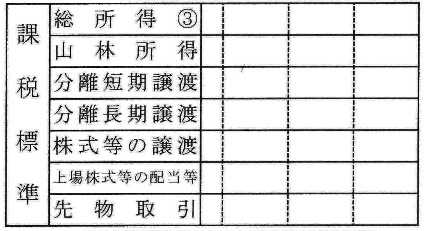 課税標準
総所得③
山林所得
分離短期譲渡
分離長期譲渡
株式等の譲渡
上場株式等の配当等
先物取引